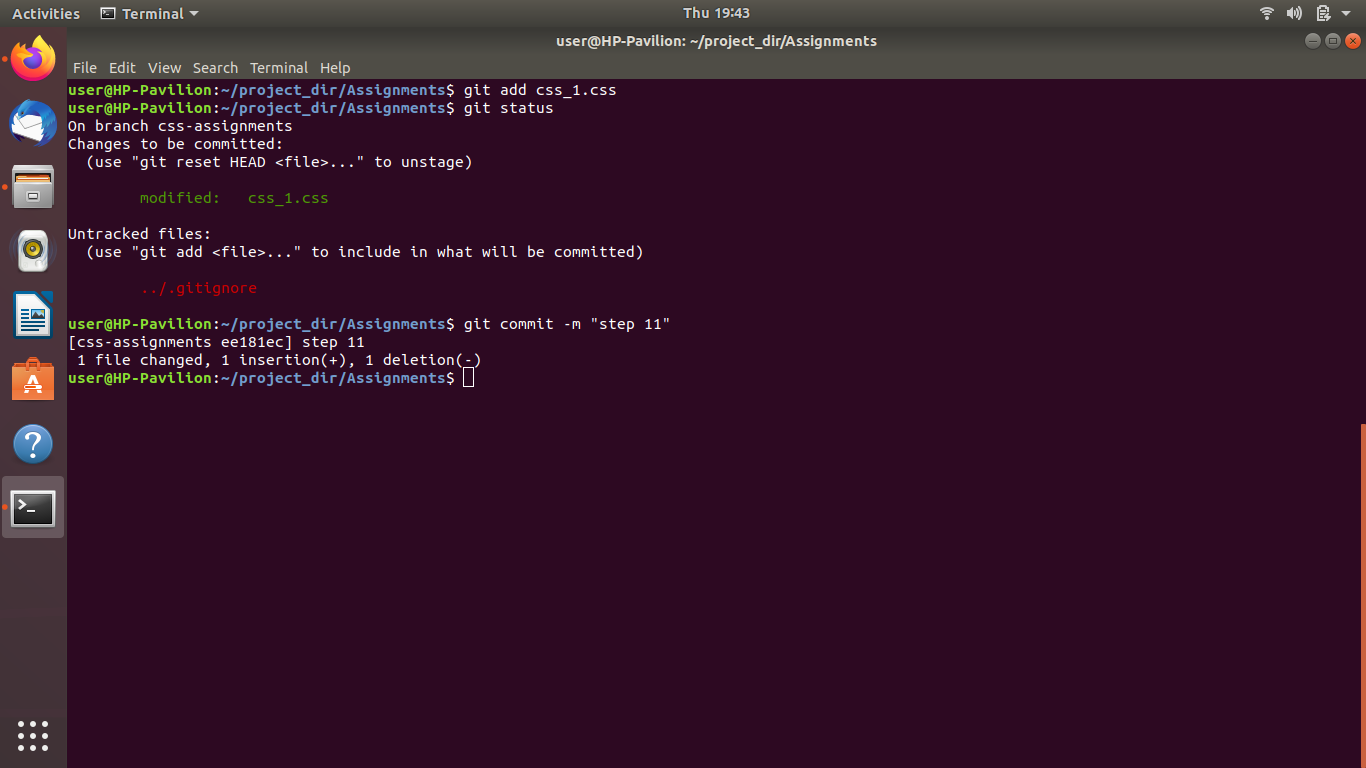 Activities Terminal Thu 19:43
user@HP-Pavilion: ~/project_dir/Assignments
File Edit View Search Terminal Help
user@HP-Pavilion:~/project_dir/Assignments$ git add css_1.css
user@HP-Pavilion:~/project_dir/Assignments$ git status
On branch css-assignments
Changes to be committed:
  (use "git reset HEAD <file>..." to unstage)
        modified:   css_1.css
Untracked files:
  (use "git add <file>..." to include in what will be committed)
        ../.gitignore
user@HP-Pavilion:~/project_dir/Assignments$ git commit -m "step 11"
[css-assignments ee181ec] step 11
 1 file changed, 1 insertion(+), 1 deletion(-)
user@HP-Pavilion:~/project_dir/Assignments$